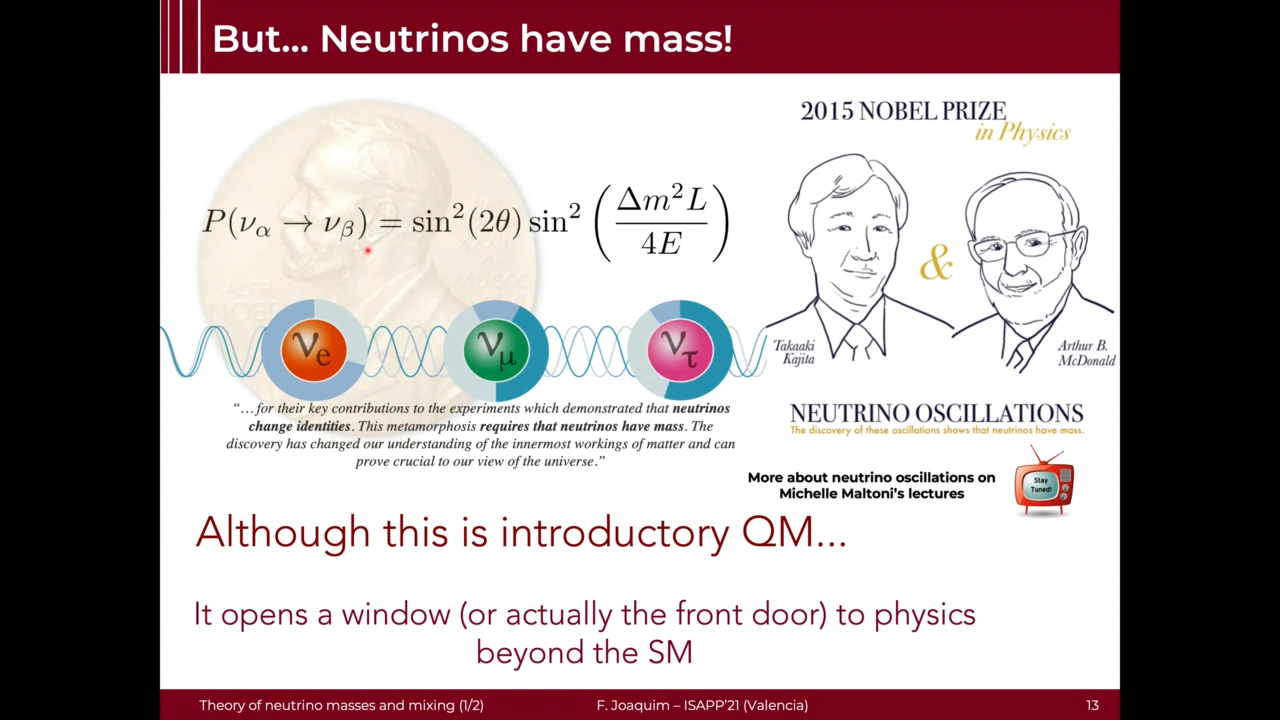 But... Neutrinos have mass!
2015 NOBEL PRIZE
in Physics
P(ν_α → ν_β) = sin²(2θ) sin² (Δm²L / 4E)
&
ν_e ν_μ ν_τ
Takaaki
Kajita
Arthur B.
McDonald
“…for their key contributions to the experiments which demonstrated that neutrinos
change identities. This metamorphosis requires that neutrinos have mass. The
discovery has changed our understanding of the innermost workings of matter and can
prove crucial to our view of the universe.”
NEUTRINO OSCILLATIONS
The discovery of these oscillations shows that neutrinos have mass.
More about neutrino oscillations on
Michelle Maltoni’s lectures
Stay
Tuned!
Although this is introductory QM...
It opens a window (or actually the front door) to physics
beyond the SM
Theory of neutrino masses and mixing (1/2)
F. Joaquim – ISAPP’21 (Valencia)
13